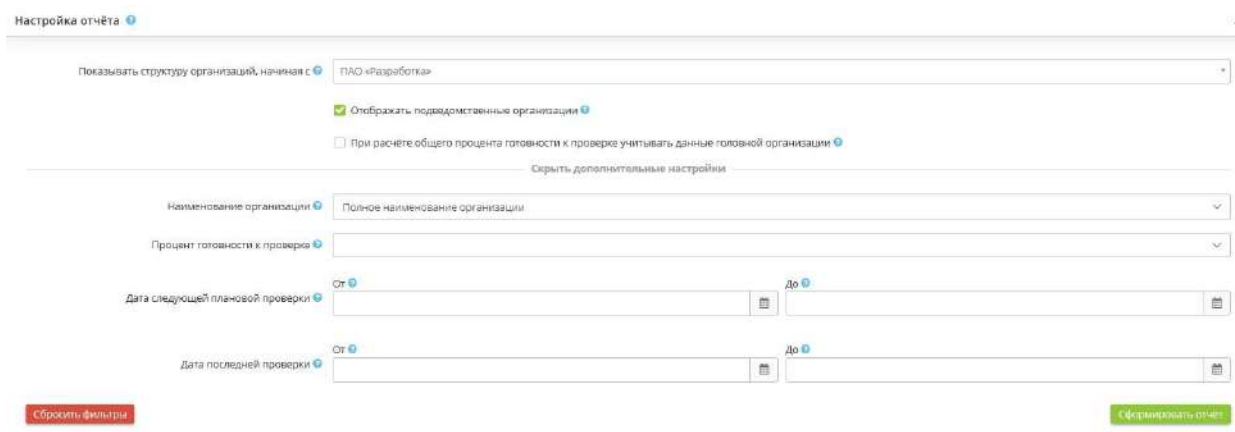 Настройка отчёта
Показывать структуру организаций, начиная с
ПАО «Разработка»
Отображать подведомственные организации
При расчёте общего процента готовности к проверке учитывать данные головной организации
Скрыть дополнительные настройки
Наименование организации
Полное наименование организации
Процент готовности к проверке
Дата следующей плановой проверки
От
До
Дата последней проверки
От
До
Сбросить фильтры
Сформировать отчёт